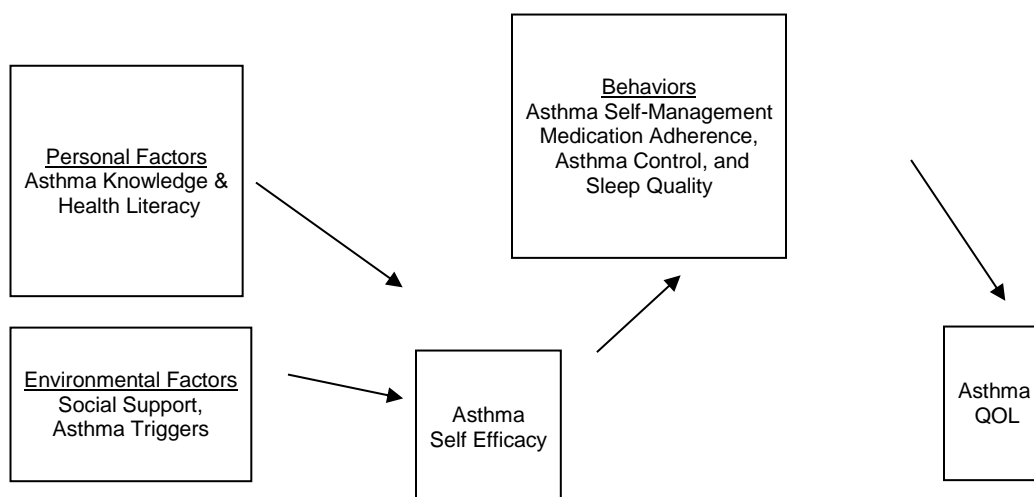 Personal Factors
Asthma Knowledge &
Health Literacy
Environmental Factors
Social Support,
Asthma Triggers
Asthma
Self Efficacy
Behaviors
Asthma Self-Management
Medication Adherence,
Asthma Control, and
Sleep Quality
Asthma
QOL